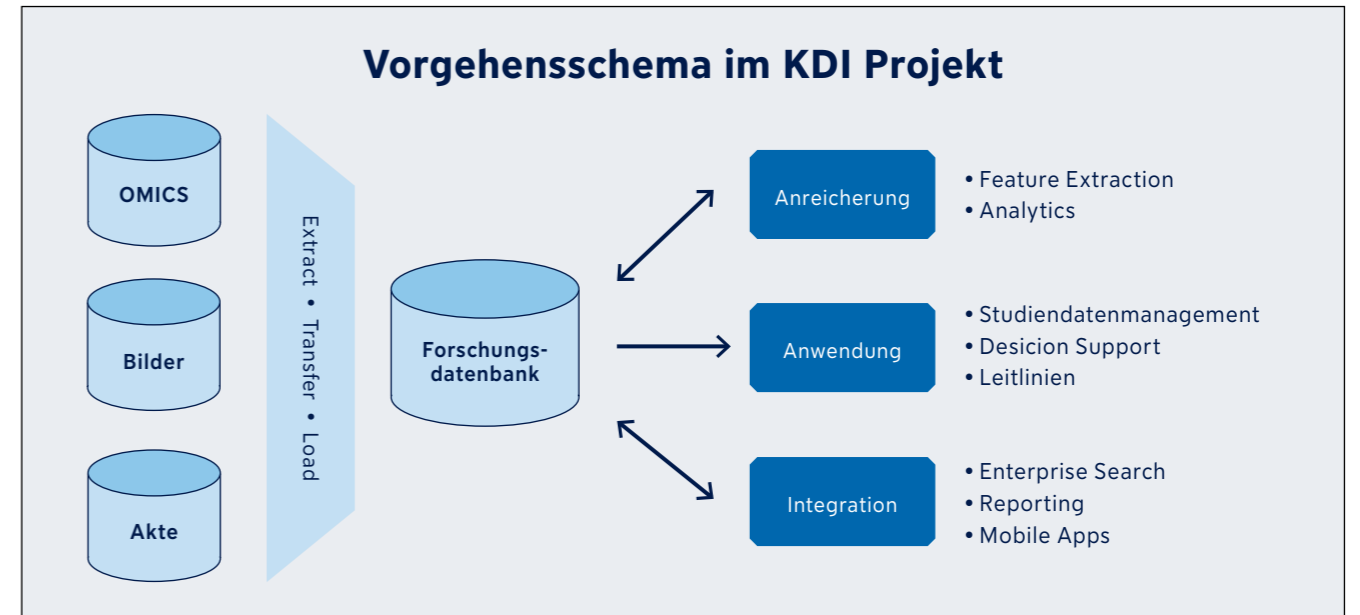 Vorgehensschema im KDI Projekt
OMICS
Bilder
Akte
Extract • Transfer • Load
Forschungs-
datenbank
Anreicherung
• Feature Extraction
• Analytics
Anwendung
• Studiendatenmanagement
• Desicion Support
• Leitlinien
Integration
• Enterprise Search
• Reporting
• Mobile Apps